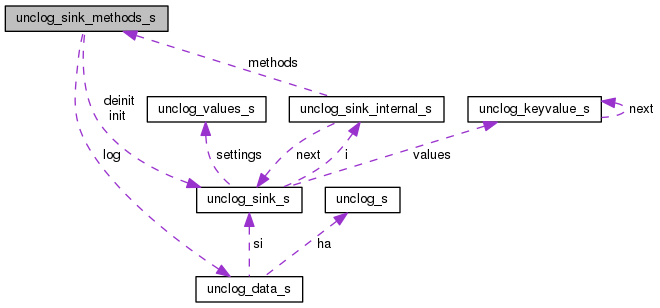 unclog_sink_methods_s
methods
deinit
init
unclog_values_s
unclog_sink_internal_s
unclog_keyvalue_s
next
log
settings
next
i
values
unclog_sink_s
unclog_s
si
ha
unclog_data_s